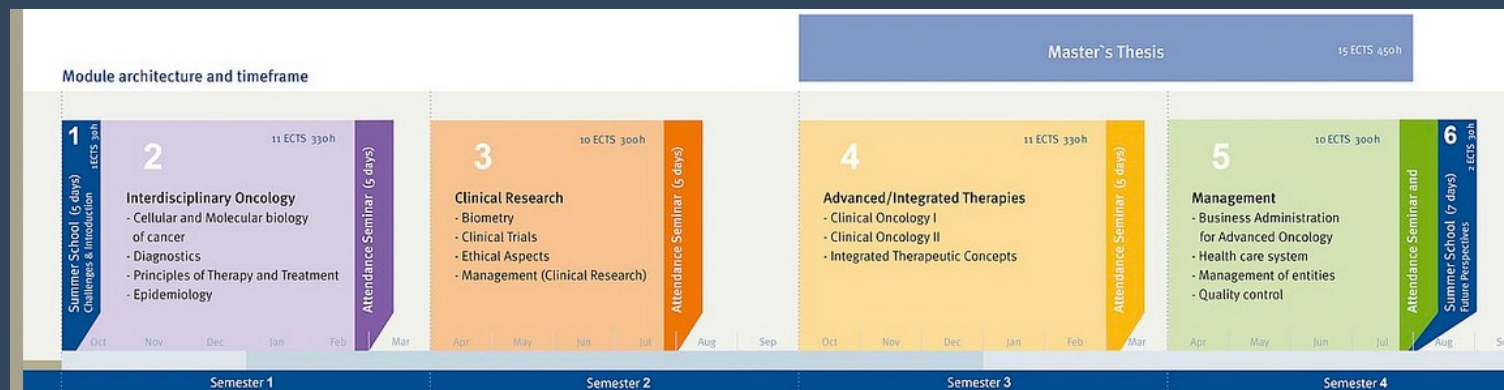 Master`s Thesis
15 ECTS 450h
Module architecture and timeframe
1
1 ECTS 30h
Summer School (5 days)
Challenges & Introduction
2
11 ECTS 330h
Interdisciplinary Oncology
- Cellular and Molecular biology
of cancer
- Diagnostics
- Principles of Therapy and Treatment
- Epidemiology
Attendance Seminar (5 days)
3
10 ECTS 300h
Clinical Research
- Biometry
- Clinical Trials
- Ethical Aspects
- Management (Clinical Research)
Attendance Seminar (5 days)
4
11 ECTS 330h
Advanced/Integrated Therapies
- Clinical Oncology I
- Clinical Oncology II
- Integrated Therapeutic Concepts
Attendance Seminar (5 days)
5
10 ECTS 300h
Management
- Business Administration
for Advanced Oncology
- Health care system
- Management of entities
- Quality control
Attendance Seminar and
6
2 ECTS 30h
Summer School (7 days)
Future Perspectives
Oct Nov Dec Jan Feb Mar Apr May Jun Jul Aug Sep Oct Nov Dec Jan Feb Mar Apr May Jun Jul Aug
Semester 1 Semester 2 Semester 3 Semester 4